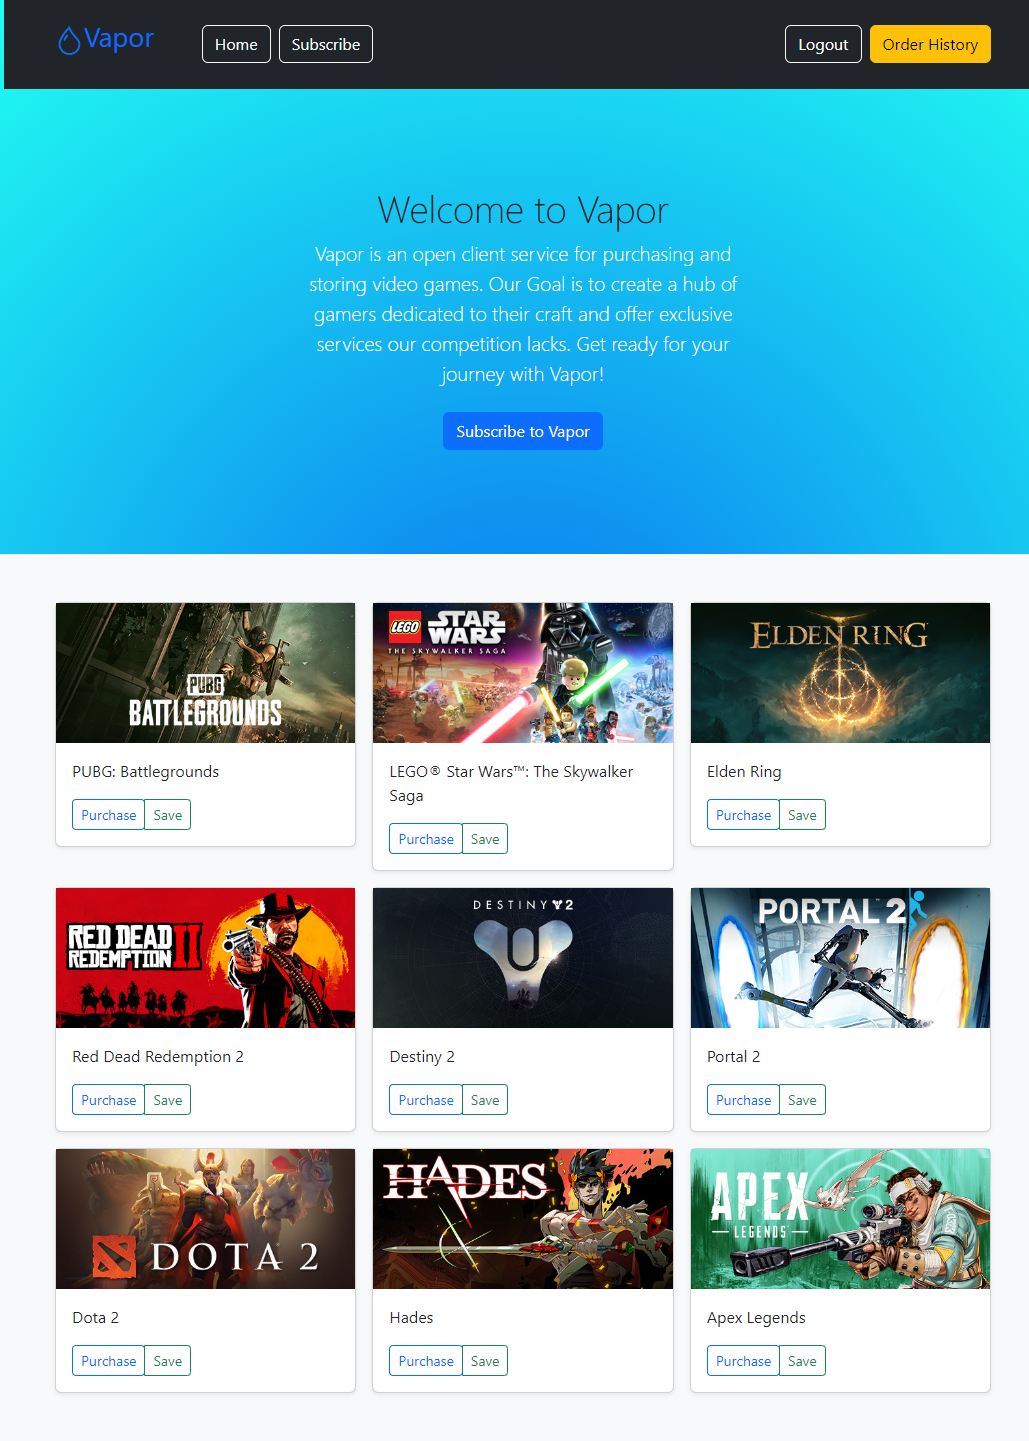 Vapor
Home
Subscribe
Logout
Order History
Welcome to Vapor
Vapor is an open client service for purchasing and
storing video games. Our Goal is to create a hub of
gamers dedicated to their craft and offer exclusive
services our competition lacks. Get ready for your
journey with Vapor!
Subscribe to Vapor
PUBG
BATTLEGROUNDS
LEGO
STAR
WARS
THE SKYWALKER SAGA
ELDEN RING
PUBG: Battlegrounds
LEGO® Star Wars™: The Skywalker
Saga
Elden Ring
Purchase
Save
Purchase
Save
Purchase
Save
RED DEAD
REDEMPTION II
DESTINY 2
PORTAL 2
Red Dead Redemption 2
Destiny 2
Portal 2
Purchase
Save
Purchase
Save
Purchase
Save
DOTA 2
HADES
APEX
LEGENDS
Dota 2
Hades
Apex Legends
Purchase
Save
Purchase
Save
Purchase
Save